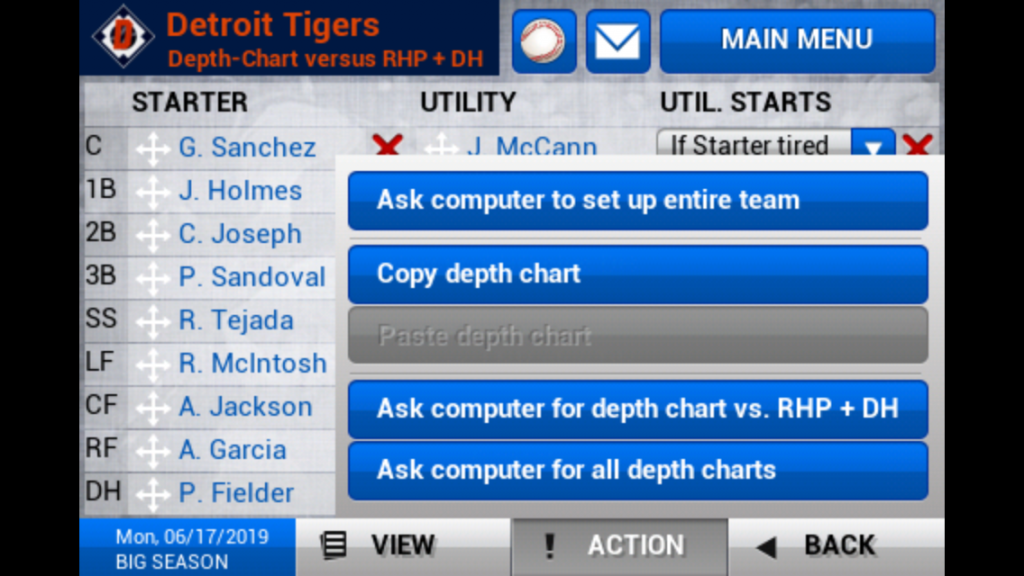 Detroit Tigers
Depth-Chart versus RHP + DH
MAIN MENU
STARTER UTILITY UTIL. STARTS
C G. Sanchez J. McCann If Starter tired
1B J. Holmes
2B C. Joseph
3B P. Sandoval
SS R. Tejada
LF R. McIntosh
CF A. Jackson
RF A. Garcia
DH P. Fielder
Ask computer to set up entire team
Copy depth chart
Paste depth chart
Ask computer for depth chart vs. RHP + DH
Ask computer for all depth charts
Mon, 06/17/2019
BIG SEASON
VIEW
! ACTION
BACK